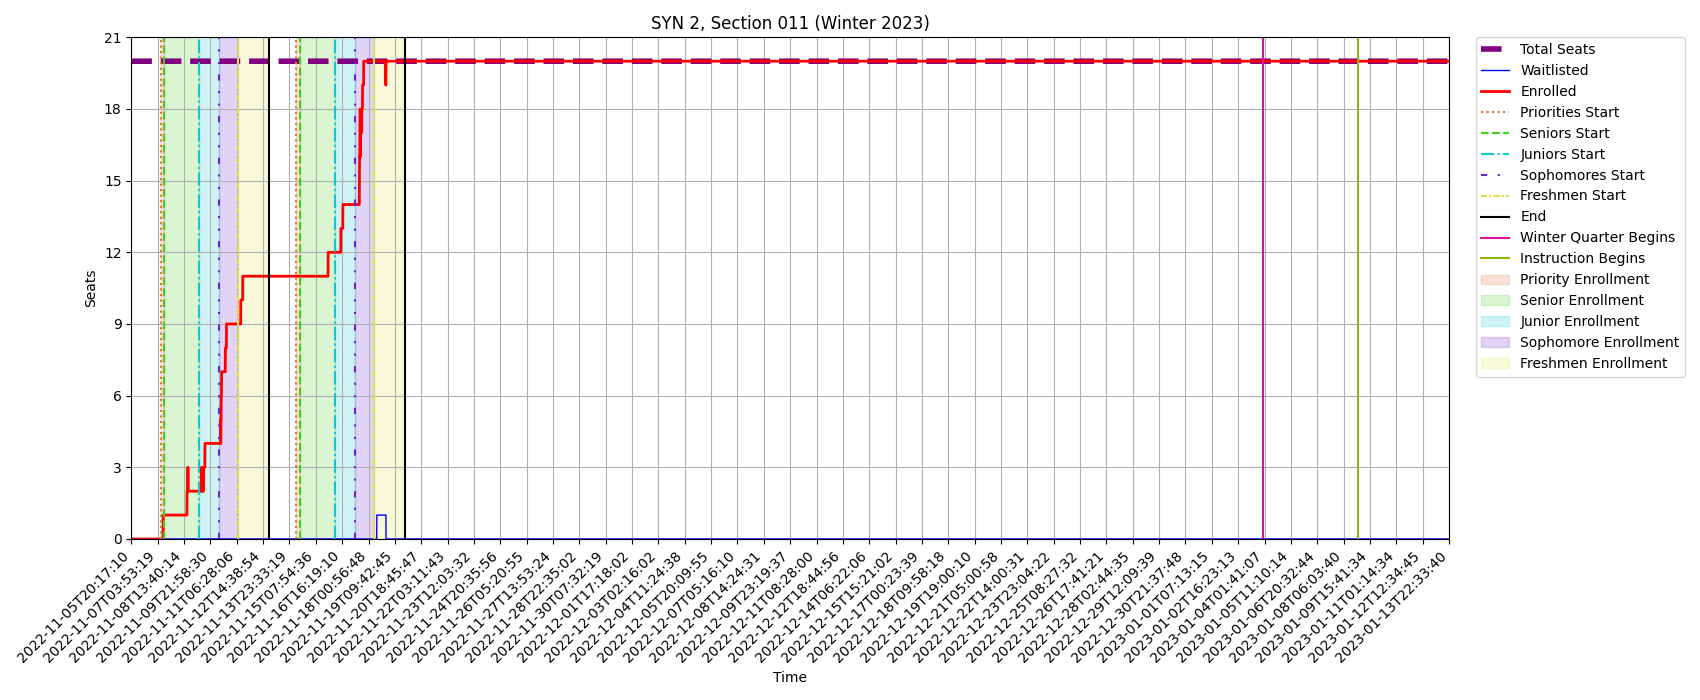 SYN 2, Section 011 (Winter 2023)
21
18
15
12
9
6
3
0
Seats
2022-11-05T20:17:10
2022-11-07T03:53:19
2022-11-08T13:40:14
2022-11-09T21:58:30
2022-11-11T06:28:06
2022-11-12T14:38:54
2022-11-13T23:33:19
2022-11-15T07:54:36
2022-11-16T16:19:10
2022-11-18T00:56:48
2022-11-19T09:42:45
2022-11-20T18:45:47
2022-11-22T03:11:43
2022-11-23T12:03:32
2022-11-24T20:35:56
2022-11-26T05:20:55
2022-11-27T13:53:24
2022-11-28T22:35:02
2022-11-30T07:32:19
2022-12-01T17:18:02
2022-12-03T02:16:02
2022-12-04T11:24:38
2022-12-05T20:09:55
2022-12-07T05:16:10
2022-12-08T14:24:31
2022-12-09T23:19:37
2022-12-11T08:28:00
2022-12-12T18:44:56
2022-12-14T06:22:06
2022-12-15T15:21:02
2022-12-17T00:23:39
2022-12-18T09:58:18
2022-12-19T19:00:10
2022-12-21T05:00:58
2022-12-22T14:00:31
2022-12-23T23:04:22
2022-12-25T08:27:32
2022-12-26T17:41:21
2022-12-28T02:44:35
2022-12-29T12:09:39
2022-12-30T21:37:48
2023-01-01T07:13:15
2023-01-02T16:23:13
2023-01-04T01:41:07
2023-01-05T11:10:14
2023-01-06T20:32:44
2023-01-08T06:03:40
2023-01-09T15:41:34
2023-01-11T01:14:34
2023-01-12T12:34:45
2023-01-13T22:33:40
Time
Total Seats
Waitlisted
Enrolled
Priorities Start
Seniors Start
Juniors Start
Sophomores Start
Freshmen Start
End
Winter Quarter Begins
Instruction Begins
Priority Enrollment
Senior Enrollment
Junior Enrollment
Sophomore Enrollment
Freshmen Enrollment